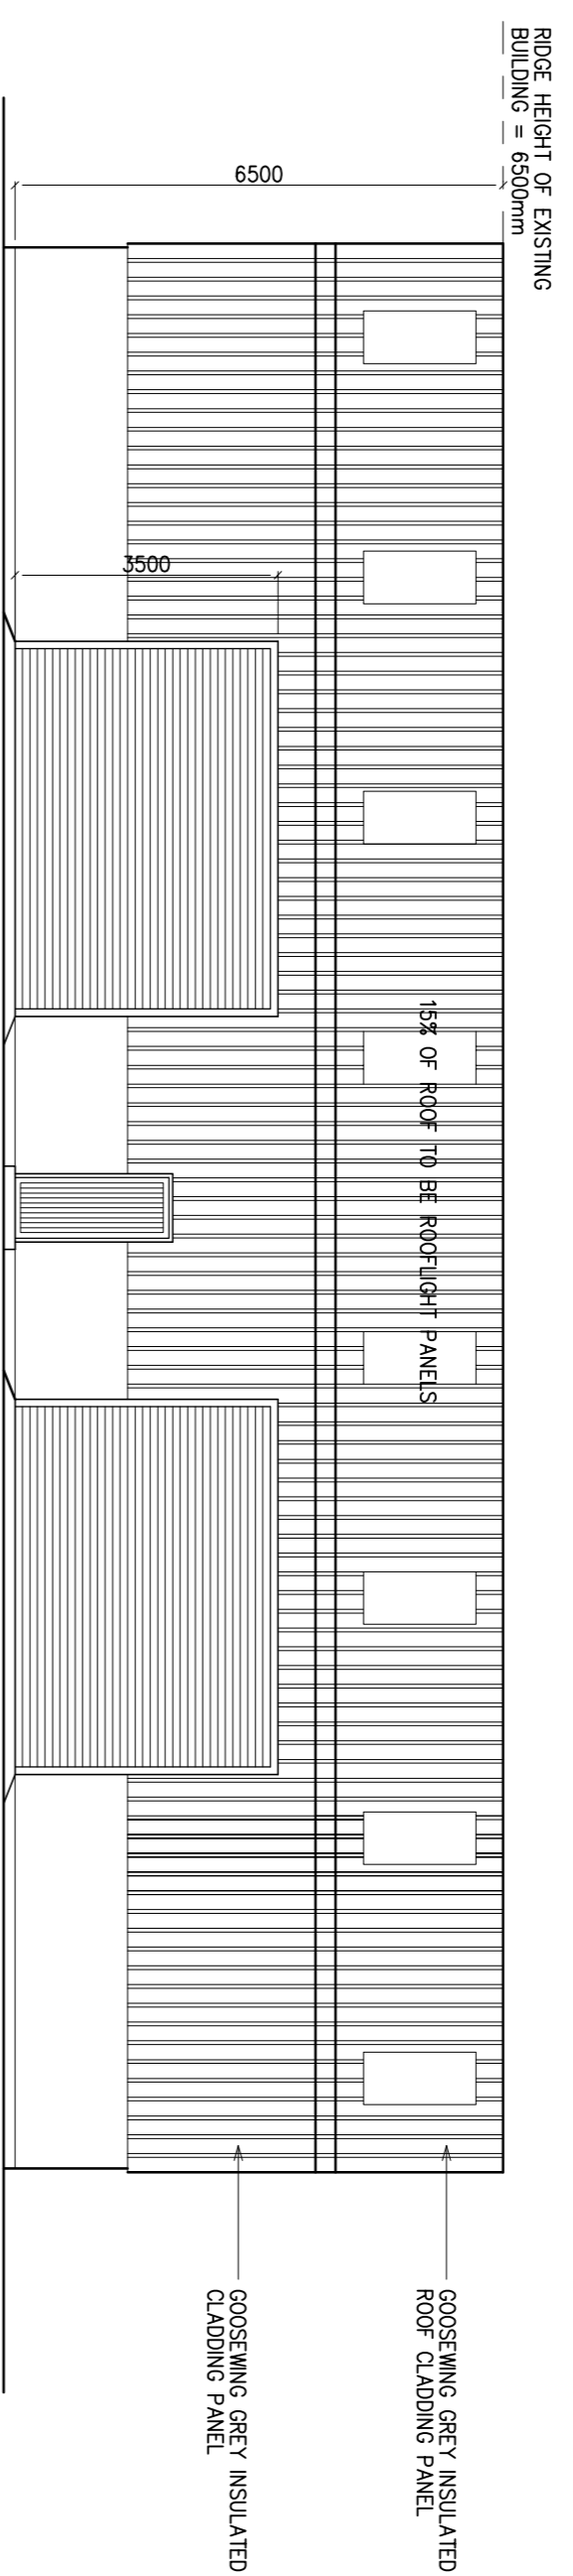 RIDGE HEIGHT OF EXISTING
BUILDING = 6500mm
6500
3500
15% OF ROOF TO BE ROOFLIGHT PANELS
GOOSEWING GREY INSULATED
ROOF CLADDING PANEL
GOOSEWING GREY INSULATED
CLADDING PANEL